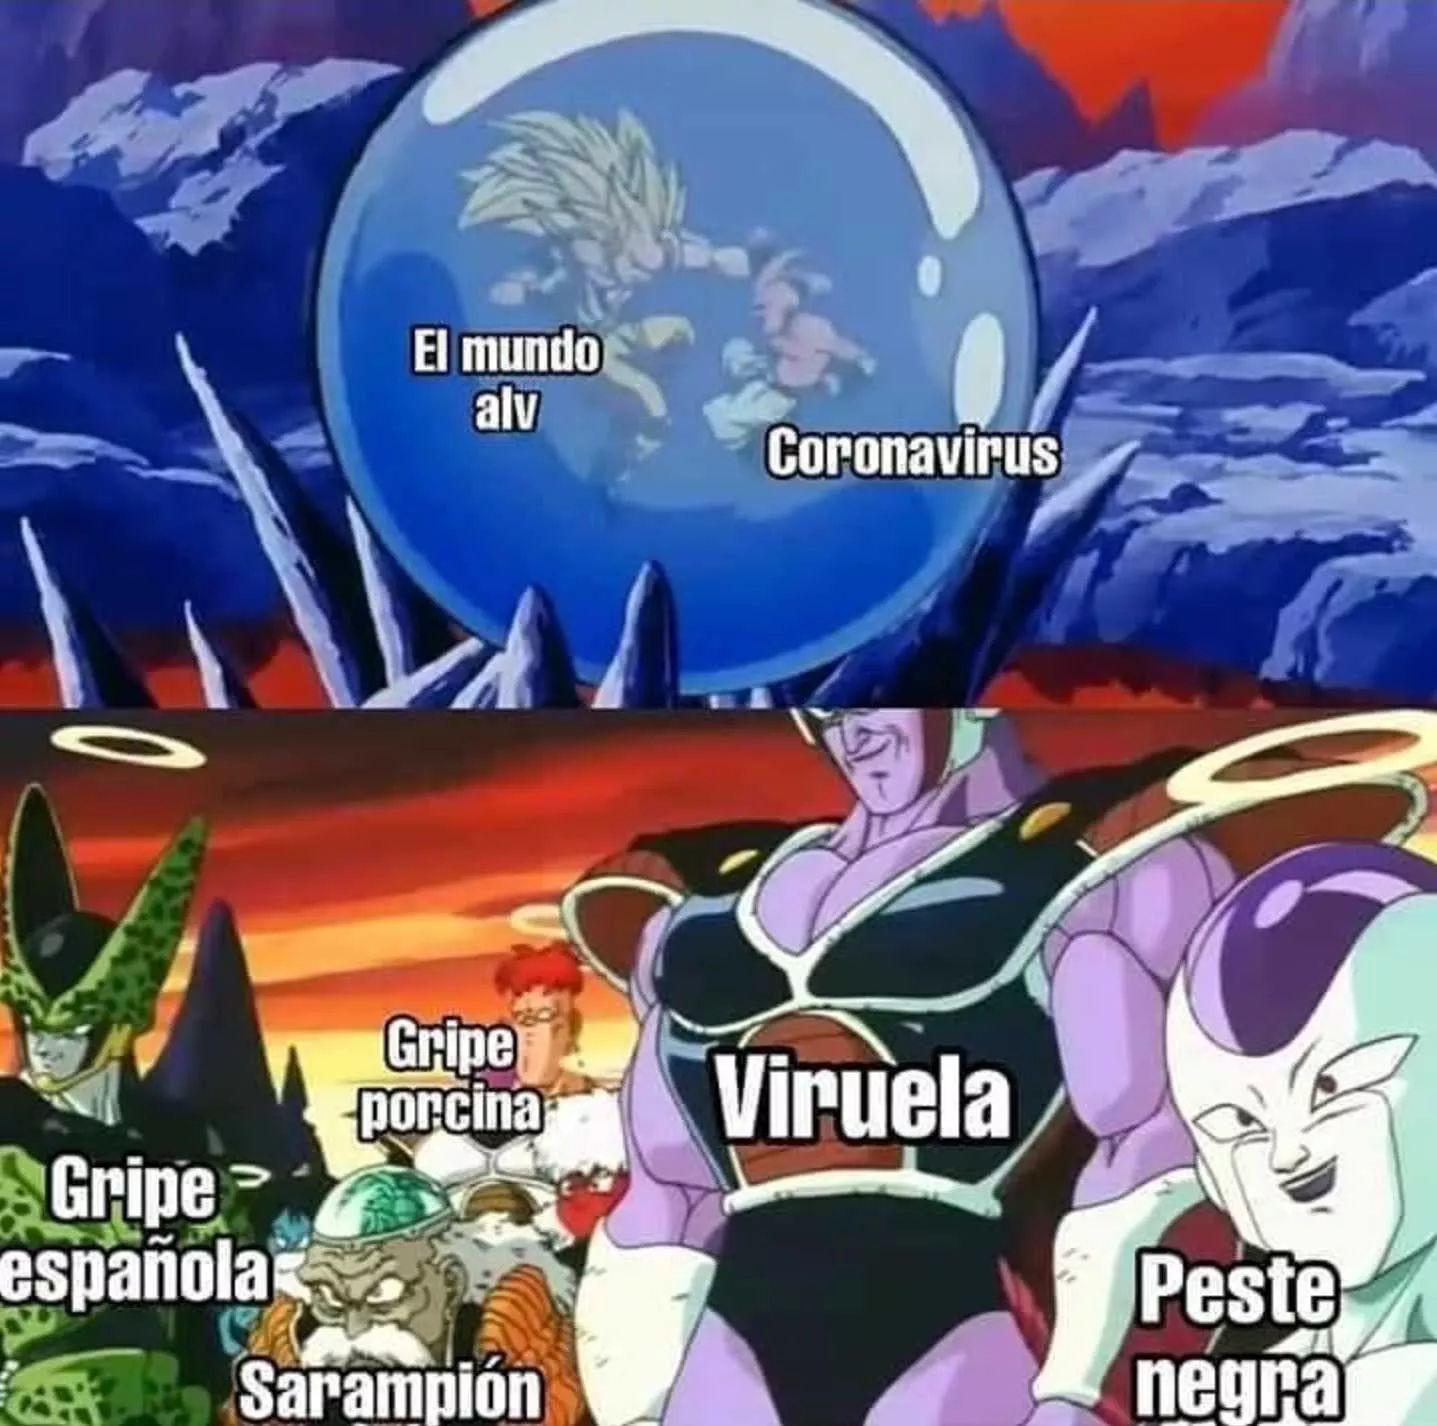 El mundo
alv
Coronavirus
Gripe
porcina
Viruela
Gripe
española
Sarampión
Peste
negra